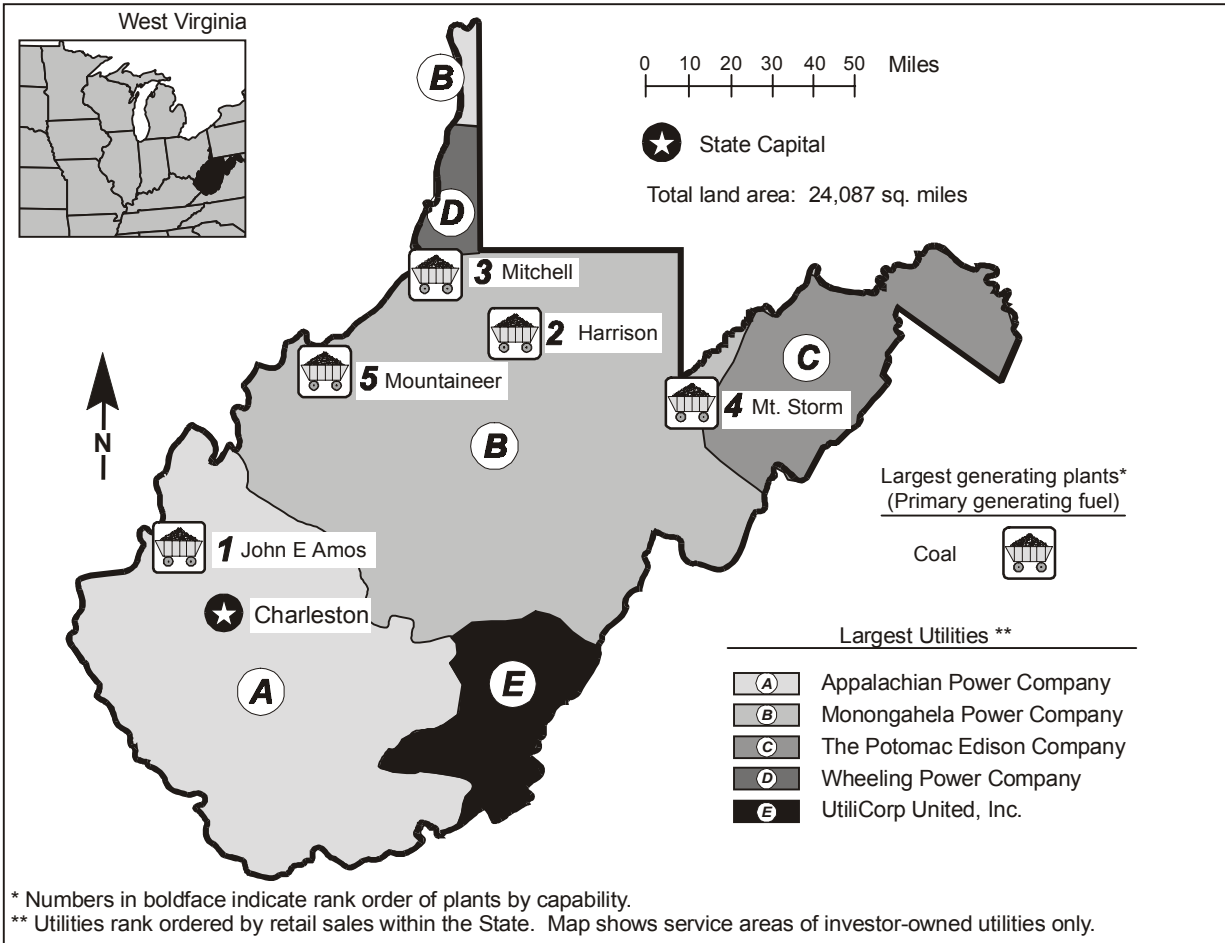 West Virginia
0 10 20 30 40 50 Miles
State Capital
Total land area: 24,087 sq. miles
B
D
3 Mitchell
2 Harrison
C
5 Mountaineer
4 Mt. Storm
N
B
Largest generating plants*
(Primary generating fuel)
Coal
1 John E Amos
Charleston
A
E
Largest Utilities **
A Appalachian Power Company
B Monongahela Power Company
C The Potomac Edison Company
D Wheeling Power Company
E UtiliCorp United, Inc.
* Numbers in boldface indicate rank order of plants by capability.
** Utilities rank ordered by retail sales within the State. Map shows service areas of investor-owned utilities only.